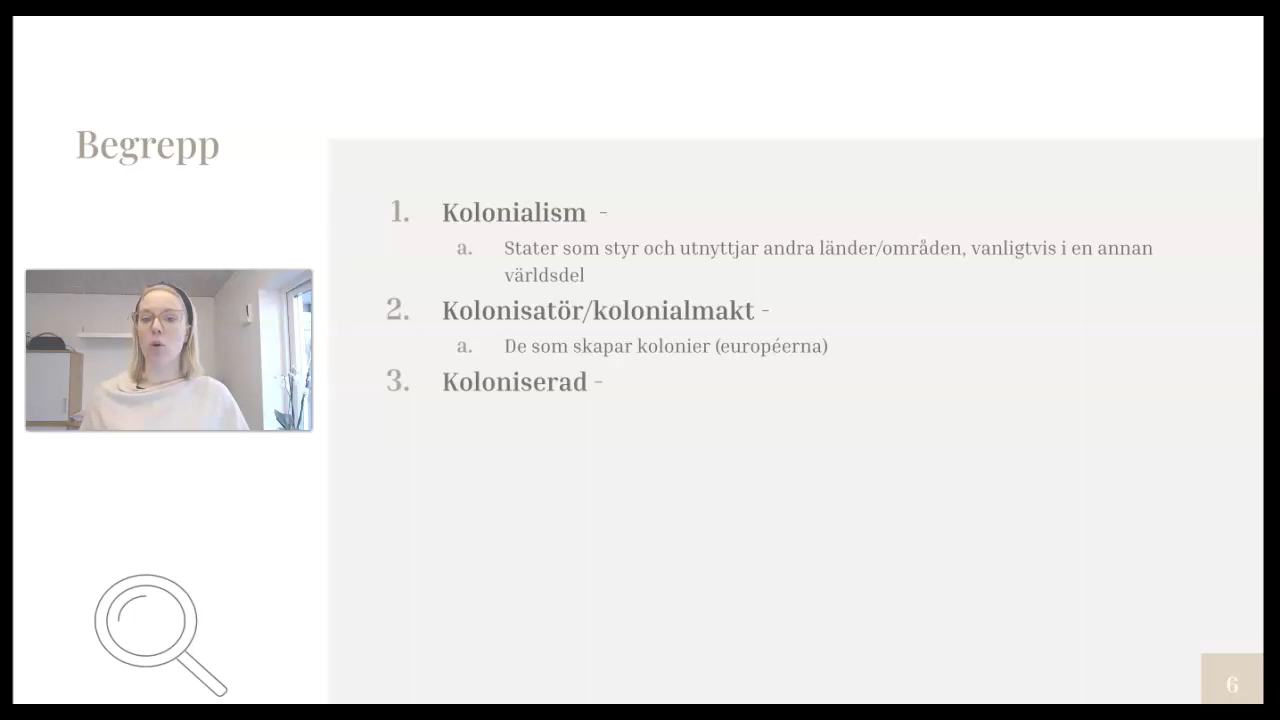 Begrepp
1. Kolonialism -
a. Stater som styr och utnyttjar andra länder/områden, vanligtvis i en annan
världsdel
2. Kolonisatör/kolonialmakt -
a. De som skapar kolonier (européerna)
3. Koloniserad -
6